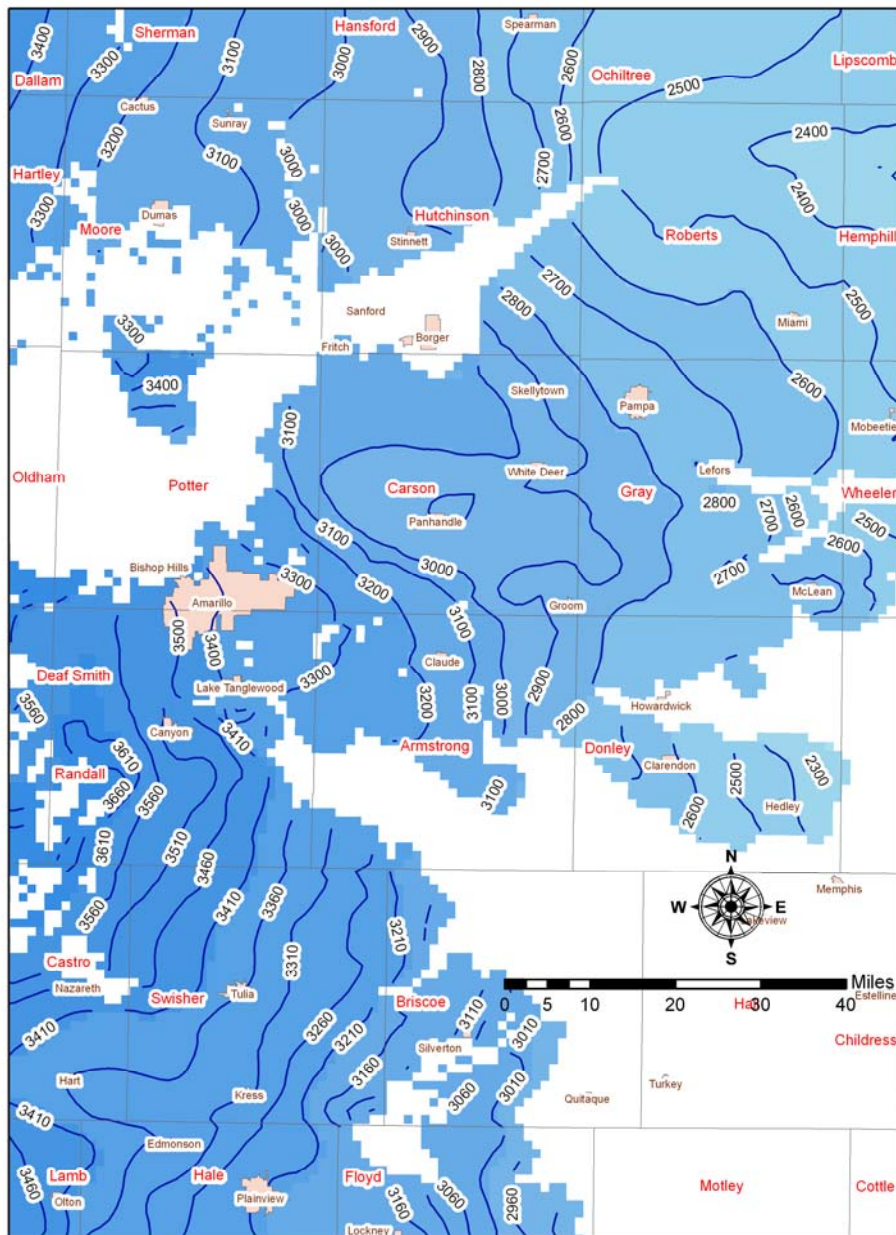 Spearman
Sherman
Hansford
2900
3400
3300
3100
3000
2800
2600
Ochiltree
Lipscomb
Dallam
2500
Cactus
3200
Sunray
2600
2400
3100
3000
2700
Hartley
3300
2400
Dumas
Hutchinson
Moore
3000
Stinnett
Roberts
Hemphill
3000
2700
2800
2500
Sanford
Miami
3300
Borger
Fritch
2600
3400
Skellytown
Pampa
3100
Mobeetie
Oldham
Potter
Carson
White Deer
Gray
Lefors
Wheeler
2800
2700
2600
2500
Panhandle
3100
3000
2600
Bishop Hills
3300
3200
2700
McLean
Amarillo
Groom
3500
3400
3100
Claude
Deaf Smith
3300
Lake Tanglewood
3560
3200
3100
3000
2900
2800
Howardwick
Canyon
3410
3610
Armstrong
Donley
Randall
Clarendon
3660
3560
3100
2600
2500
2300
Hedley
3610
3510
3460
N
3560
3410
3360
3210
W
E
Memphis
S
Castro
3310
Miles
Nazareth
Swisher
Tulia
Briscoe
0
5
10
20
30
40
Estelline
3110
3410
3260
3210
3010
Silverton
Childress
3160
Hart
3060
3010
Turkey
Kress
Quitaque
3410
Edmonson
Lamb
Hale
Floyd
Motley
Cottle
3460
Olton
Plainview
3160
3060
2960
Lockney